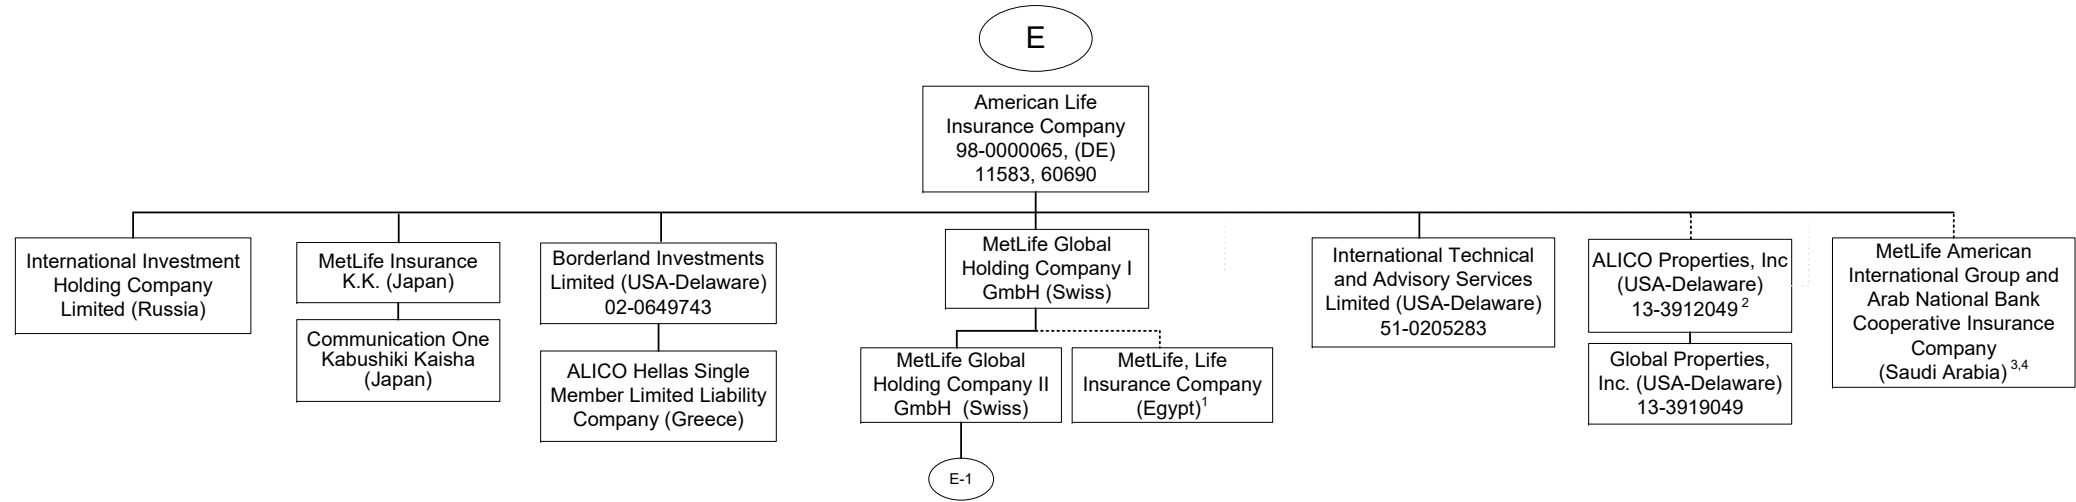 E
American Life
Insurance Company
98-0000065, (DE)
11583, 60690
International Investment
Holding Company
Limited (Russia)
MetLife Insurance
K.K. (Japan)
Communication One
Kabushiki Kaisha
(Japan)
Borderland Investments
Limited (USA-Delaware)
02-0649743
ALICO Hellas Single
Member Limited Liability
Company (Greece)
MetLife Global
Holding Company I
GmbH (Swiss)
MetLife Global
Holding Company II
GmbH (Swiss)
E-1
MetLife, Life
Insurance Company
(Egypt)1
International Technical
and Advisory Services
Limited (USA-Delaware)
51-0205283
ALICO Properties, Inc
(USA-Delaware)
13-3912049 2
Global Properties,
Inc. (USA-Delaware)
13-3919049
MetLife American
International Group and
Arab National Bank
Cooperative Insurance
Company
(Saudi Arabia) 3,4